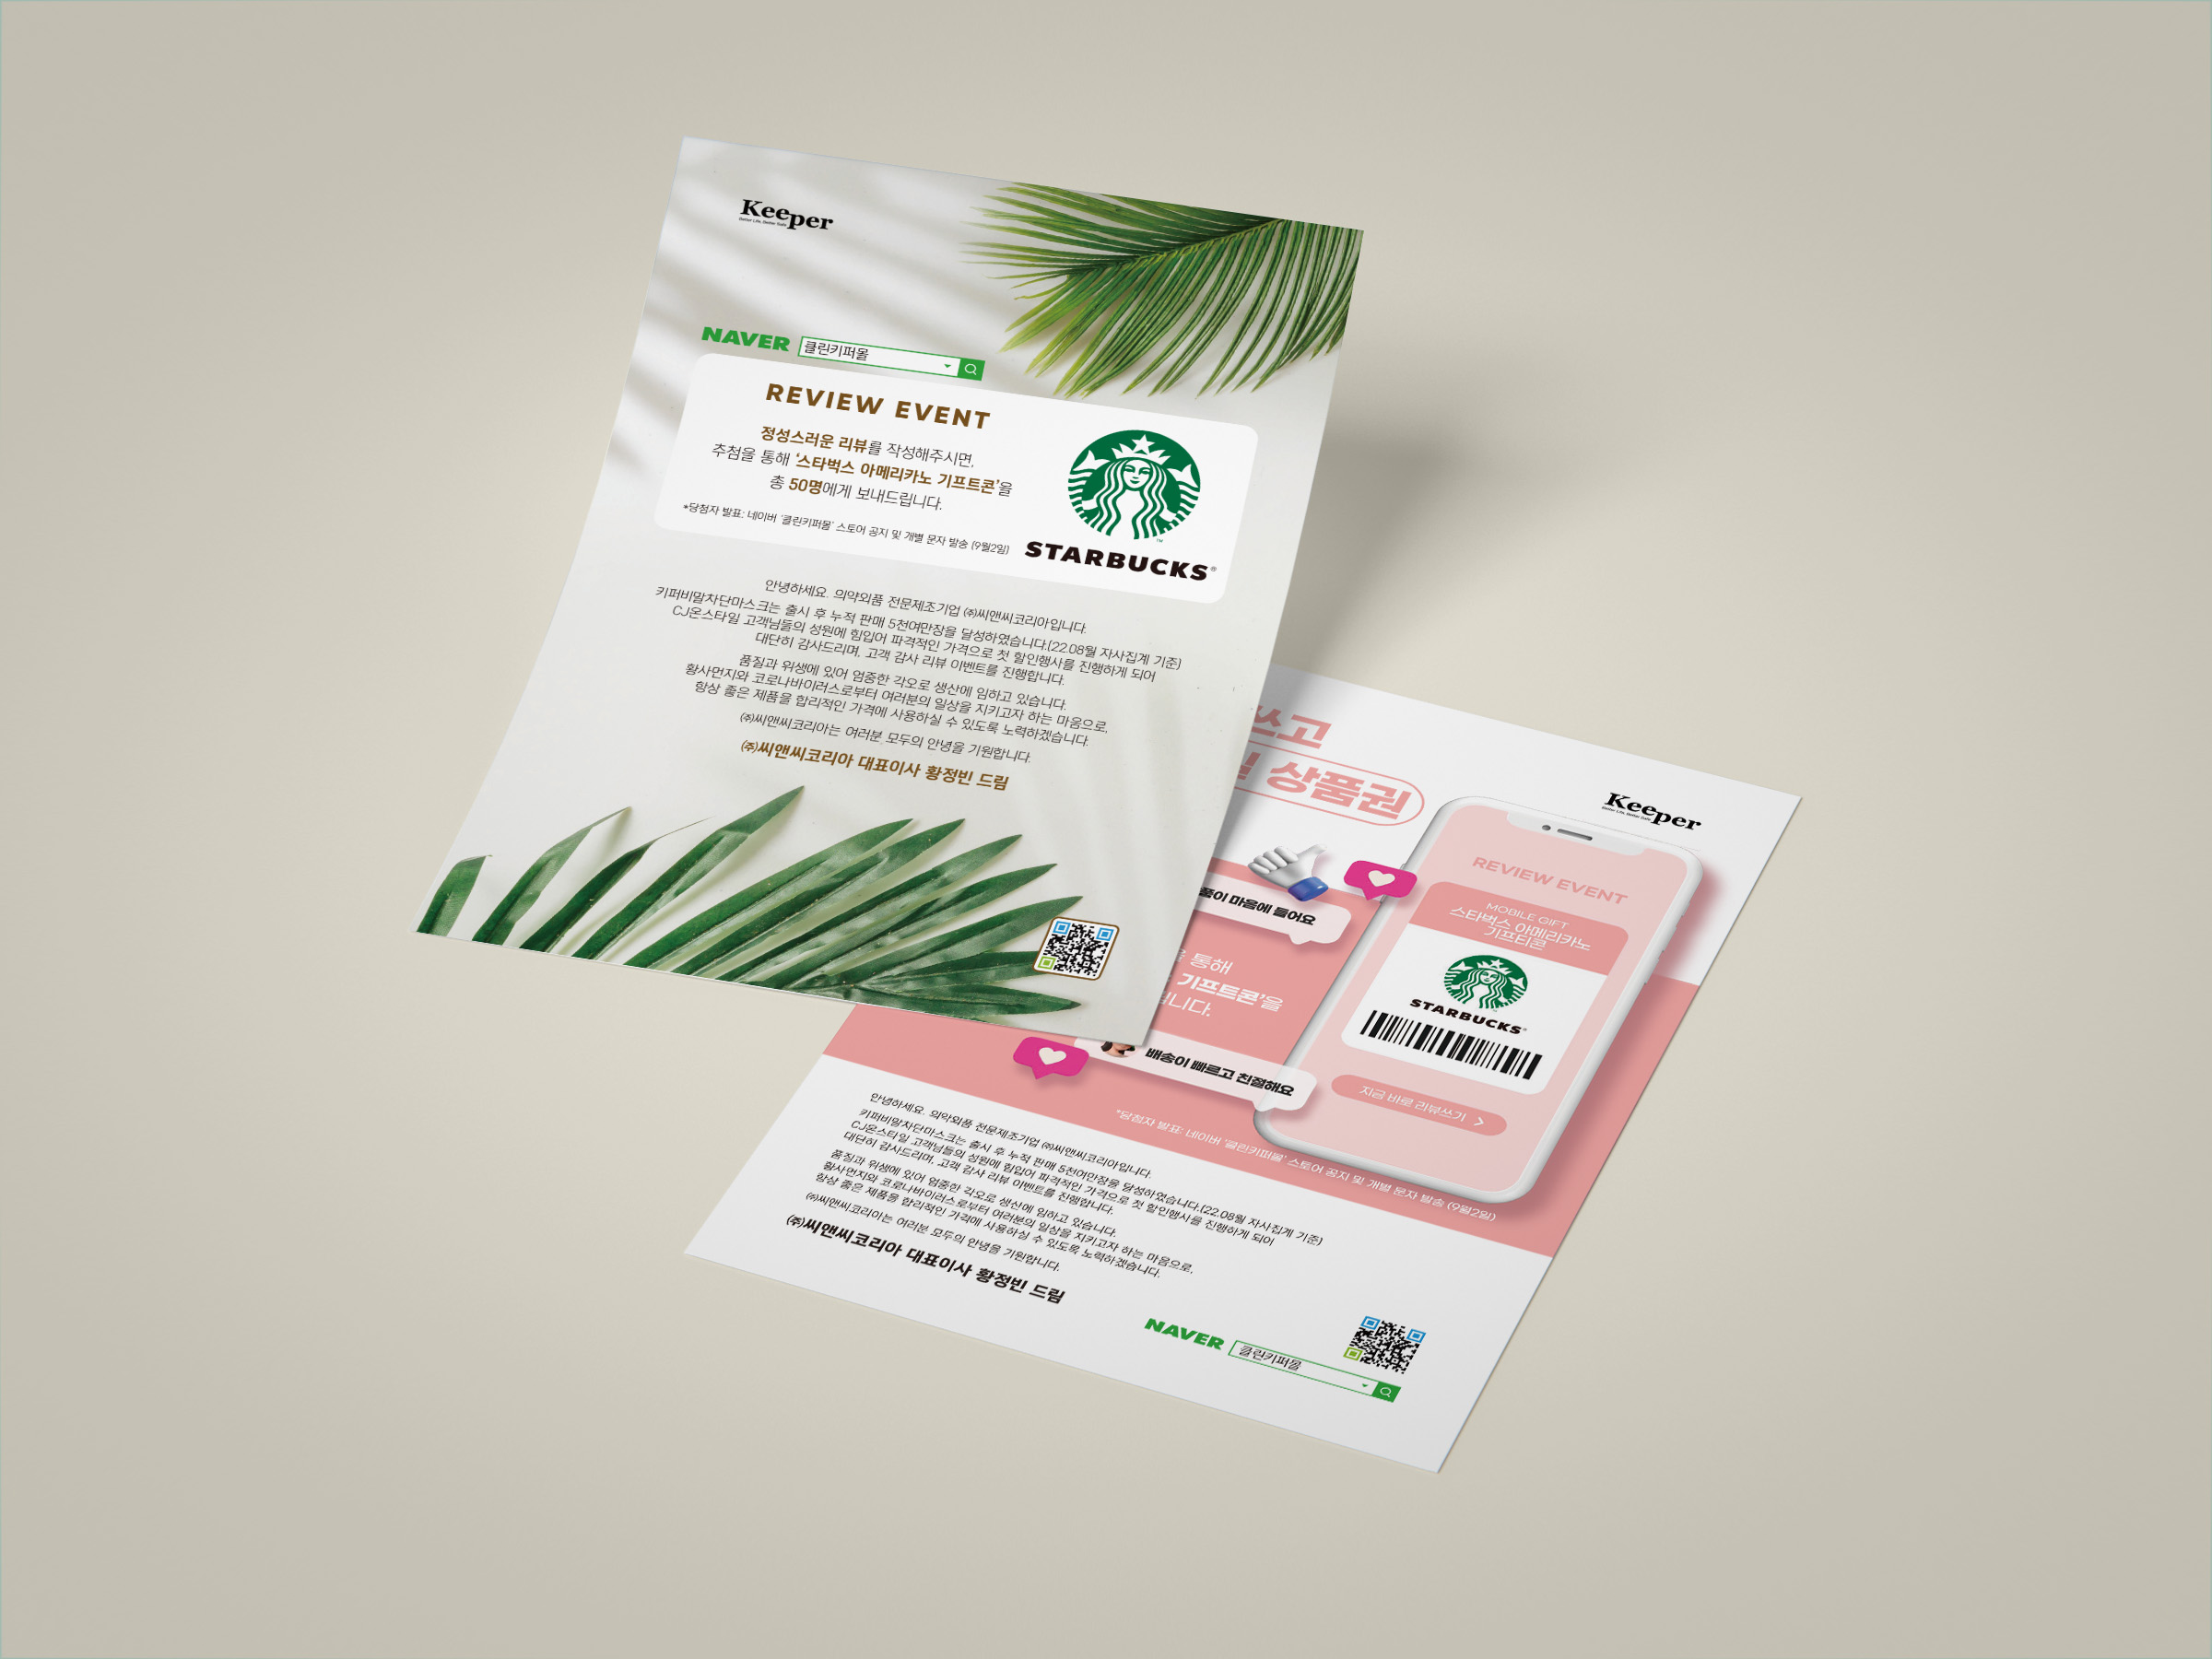 Keeper
Better Life, Better Safe
NAVER 클린키퍼몰
REVIEW EVENT
정성스러운 리뷰를 작성해주시면,
추첨을 통해 '스타벅스 아메리카노 기프트콘'을
총 50명에게 보내드립니다.
*당첨자 발표: 네이버 '클린키퍼몰' 스토어 공지 및 개별 문자 발송 (9월2일)
STARBUCKS®
안녕하세요. 의약외품 전문제조기업 ㈜씨앤씨코리아입니다.
키퍼비말차단마스크는 출시 후 누적 판매 5천여만장을 달성하였습니다.(22.08월 자사집계 기준)
CJ온스타일 고객님들의 성원에 힘입어 파격적인 가격으로 첫 할인행사를 진행하게 되어
대단히 감사드리며, 고객 감사 리뷰 이벤트를 진행합니다.
품질과 위생에 있어 엄중한 각오로 생산에 임하고 있습니다.
황사먼지와 코로나바이러스로부터 여러분의 일상을 지키고자 하는 마음으로,
항상 좋은 제품을 합리적인 가격에 사용하실 수 있도록 노력하겠습니다.
㈜씨앤씨코리아는 여러분 모두의 안녕을 기원합니다.
㈜씨앤씨코리아 대표이사 황정빈 드림
쓰고
상품권
Keeper
Better Life, Better Safe
품이 마음에 들어요
통해
기프트콘'을
니다.
배송이 빠르고 친절해요
REVIEW EVENT
MOBILE GIFT
스타벅스 아메리카노
기프티콘
STARBUCKS®
지금 바로 리뷰쓰기 >
*당첨자 발표: 네이버 '클린키퍼몰' 스토어 공지 및 개별 문자 발송 (9월2일)
안녕하세요. 의약외품 전문제조기업 ㈜씨앤씨코리아입니다.
키퍼비말차단마스크는 출시 후 누적 판매 5천여만장을 달성하였습니다.(22.08월 자사집계 기준)
CJ온스타일 고객님들의 성원에 힘입어 파격적인 가격으로 첫 할인행사를 진행하게 되어
대단히 감사드리며, 고객 감사 리뷰 이벤트를 진행합니다.
품질과 위생에 있어 엄중한 각오로 생산에 임하고 있습니다.
황사먼지와 코로나바이러스로부터 여러분의 일상을 지키고자 하는 마음으로,
항상 좋은 제품을 합리적인 가격에 사용하실 수 있도록 노력하겠습니다.
㈜씨앤씨코리아는 여러분 모두의 안녕을 기원합니다.
㈜씨앤씨코리아 대표이사 황정빈 드림
NAVER 클린키퍼몰